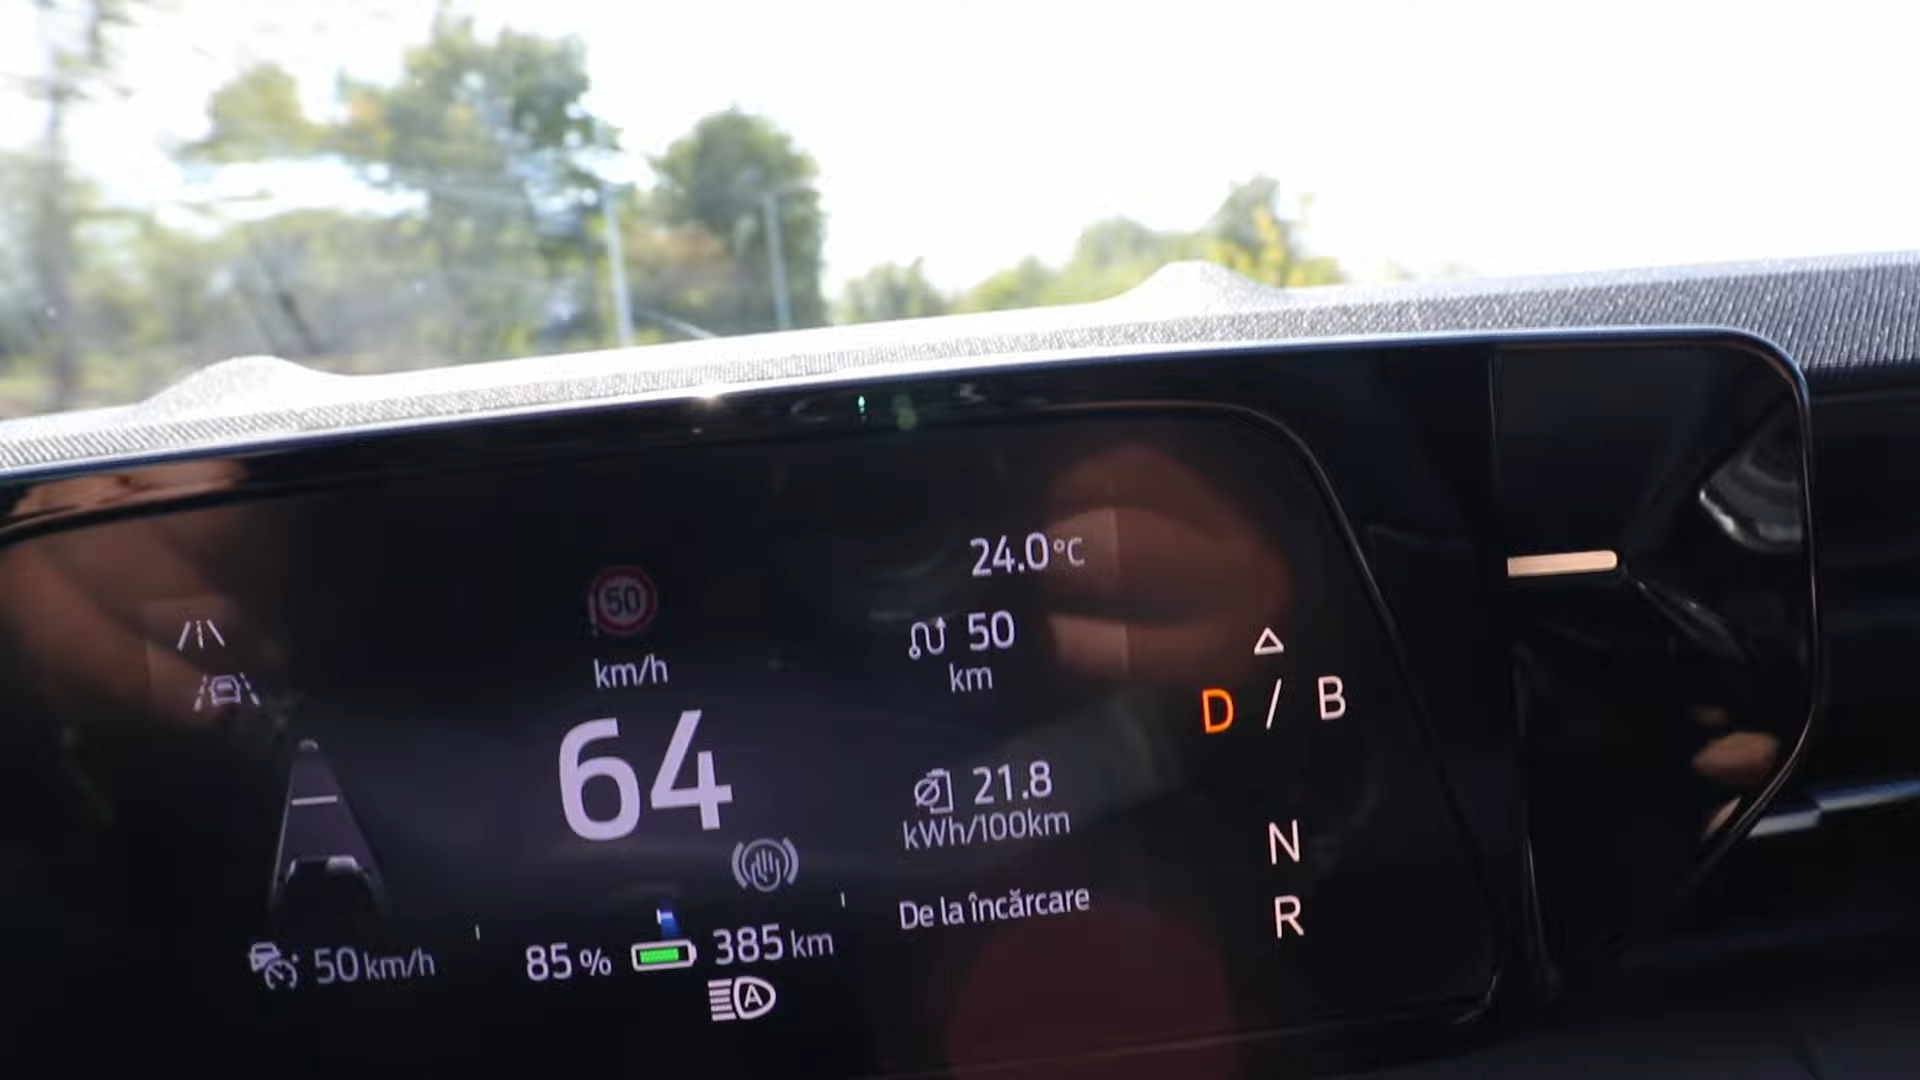 24.0°C
50
km/h
50
km
64
D / B
21.8
kWh/100km
N
De la încărcare
R
50 km/h
85 %
385 km
A